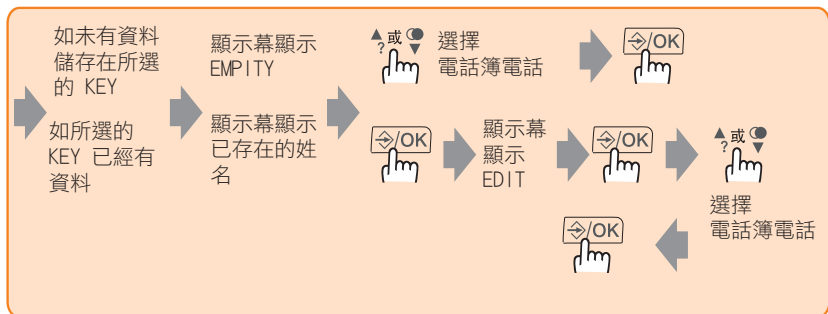 如未有資料
儲存在所選
的 KEY
顯示幕顯示
EMPITY
?
或
選擇
電話簿電話
/OK
如所選的
KEY 已經有
資料
顯示幕顯示
已存在的姓
名
/OK
顯示幕
顯示
EDIT
/OK
?
或
選擇
電話簿電話
/OK